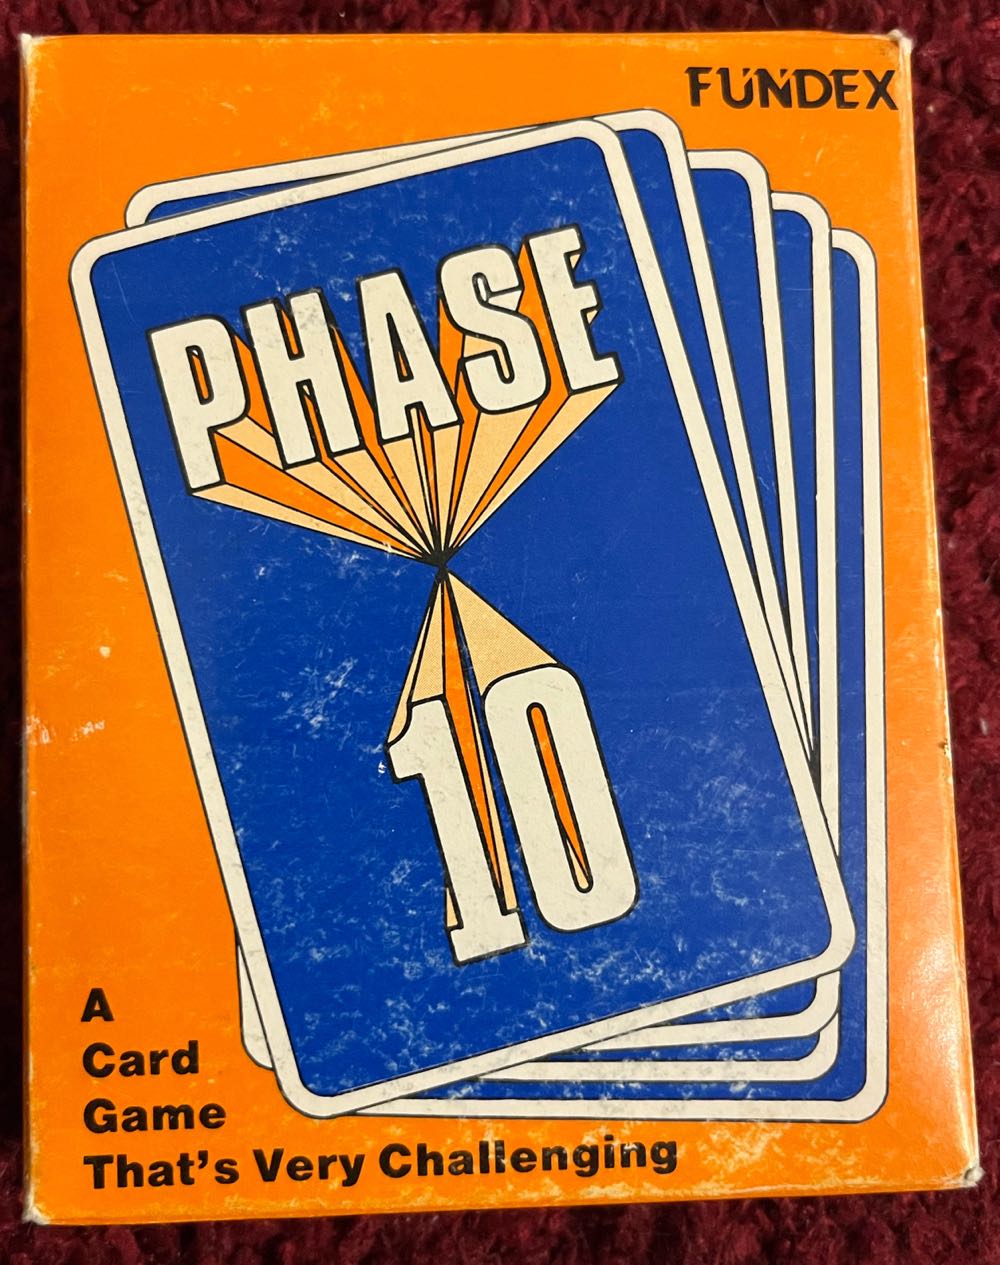 FUNDEX
PHASE
10
A
Card
Game
That's Very Challenging